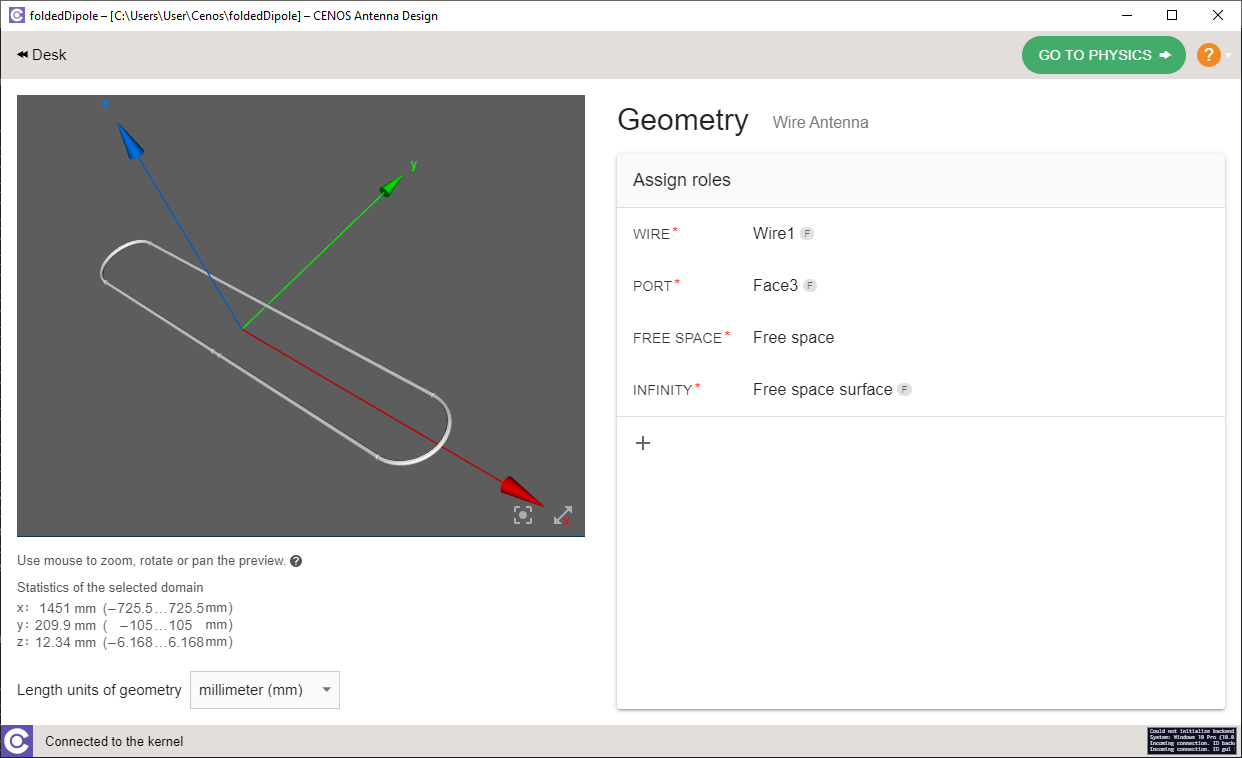 foldedDipole – [C:\Users\User\Cenos\foldedDipole] – CENOS Antenna Design
Desk
GO TO PHYSICS
?
z
y
x
Geometry
Wire Antenna
Assign roles
WIRE* Wire1 F
PORT* Face3 F
FREE SPACE* Free space
INFINITY* Free space surface F
+
Use mouse to zoom, rotate or pan the preview. ?
Statistics of the selected domain
x: 1451 mm (–725.5…725.5mm)
y: 209.9 mm ( –105…105 mm)
z: 12.34 mm (–6.168…6.168mm)
Length units of geometry millimeter (mm)
Connected to the kernel
Could not initialize backend
System: Windows 10 Pro (10.0.
Incoming connection. ID back
Incoming connection. ID gui